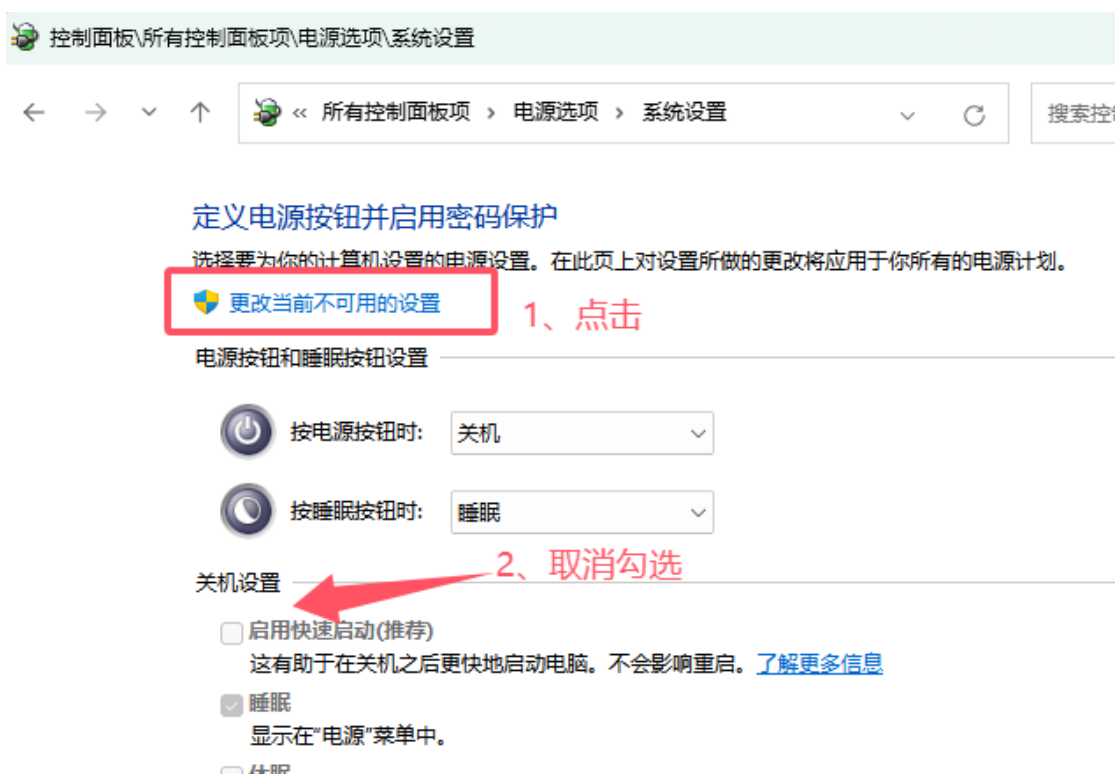 控制面板\所有控制面板项\电源选项\系统设置
« 所有控制面板项 › 电源选项 › 系统设置
搜索控
定义电源按钮并启用密码保护
选择要为你的计算机设置的电源设置。在此页上对设置所做的更改将应用于你所有的电源计划。
更改当前不可用的设置
1、点击
电源按钮和睡眠按钮设置
按电源按钮时: 关机
按睡眠按钮时: 睡眠
2、取消勾选
关机设置
启用快速启动(推荐)
这有助于在关机之后更快地启动电脑。不会影响重启。了解更多信息
睡眠
显示在“电源”菜单中。
休眠